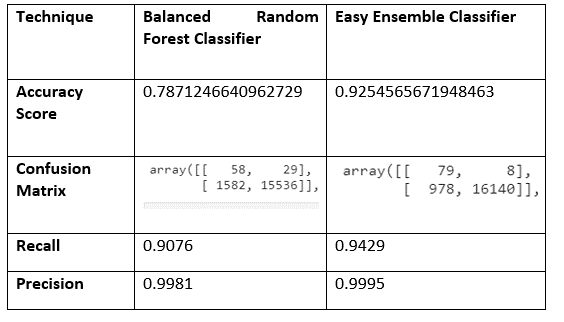 Technique
Balanced Random
Forest Classifier
Easy Ensemble Classifier
Accuracy
Score
0.7871246640962729
0.9254565671948463
Confusion
Matrix
array([[ 58, 29],
[ 1582, 15536]],
array([[ 79, 8],
[ 978, 16140]],
Recall
0.9076
0.9429
Precision
0.9981
0.9995